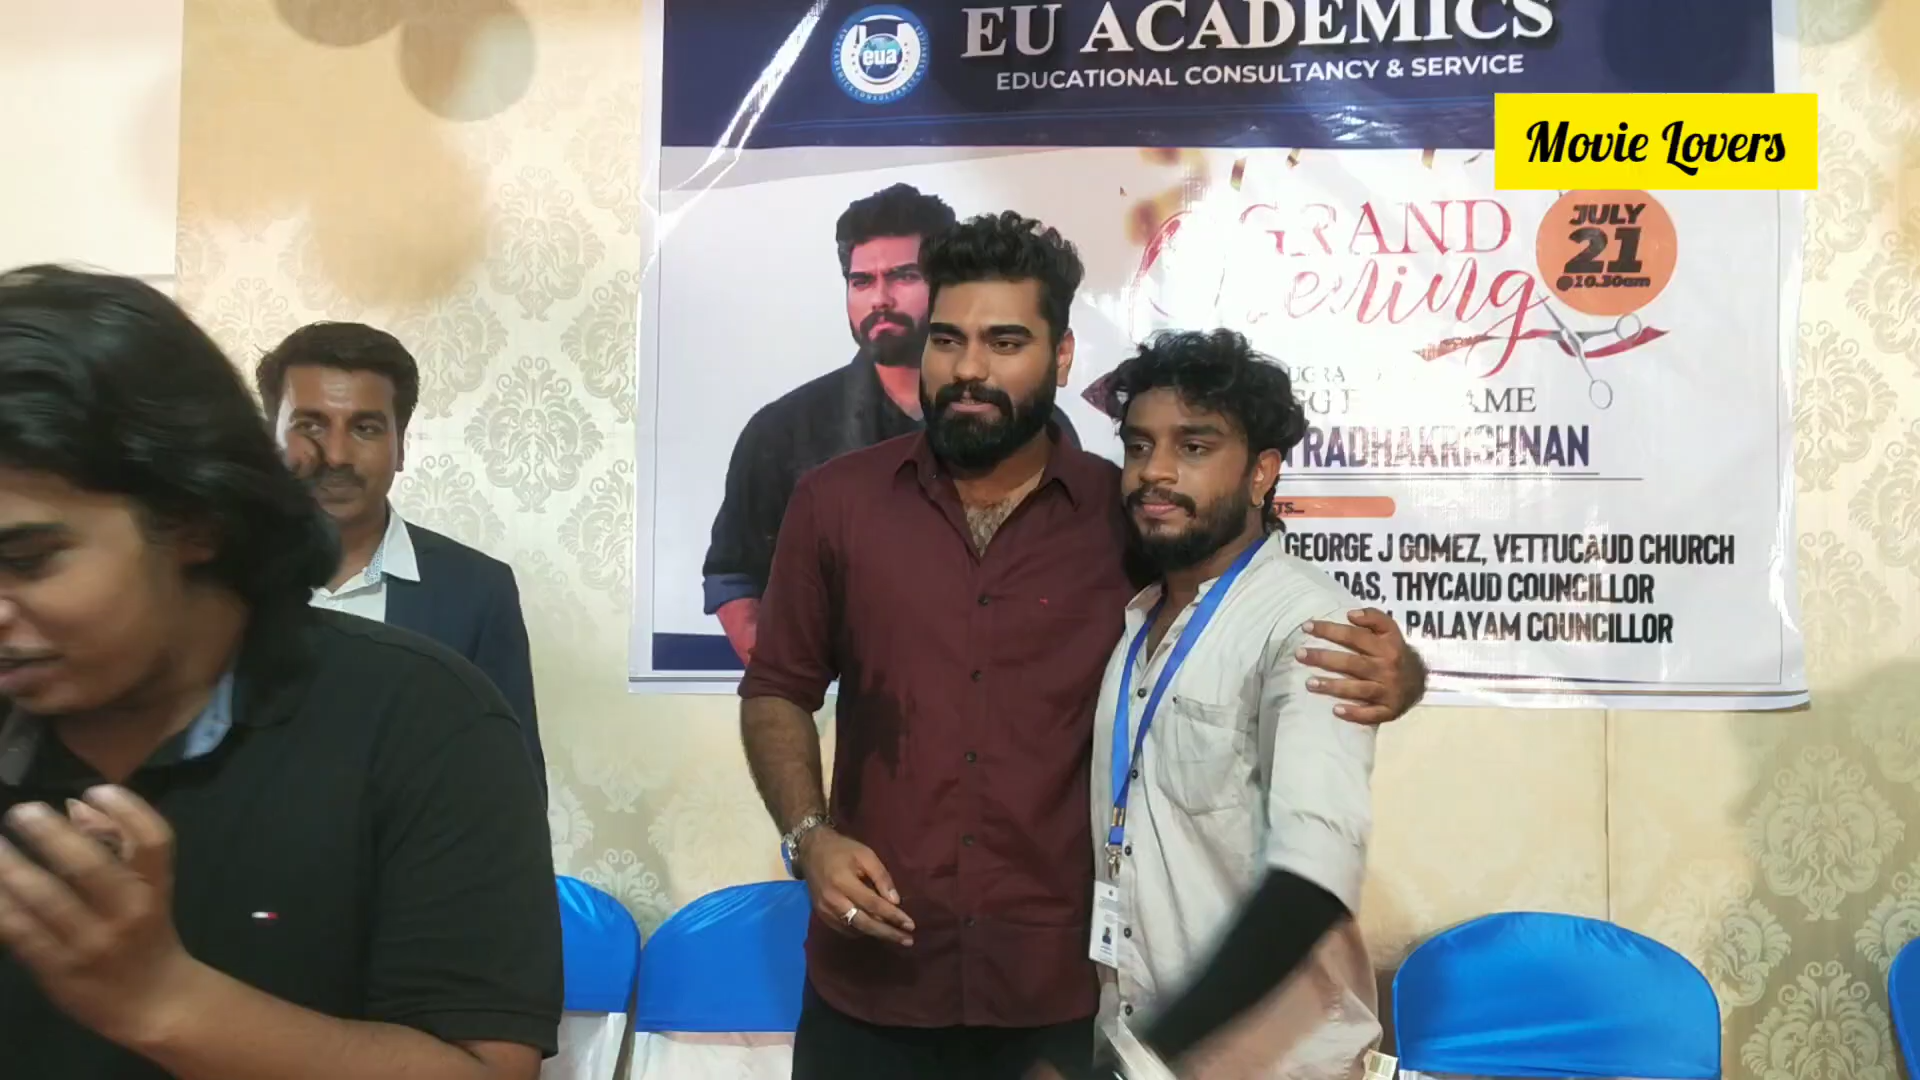 EU ACADEMICS
eua
EDUCATIONAL CONSULTANCY & SERVICE
Movie Lovers
GRAND
JULY
21
@10.30am
RADHAKRISHNAN
GEORGE J GOMEZ, VETTUCAUD CHURCH
THYCAUD COUNCILLOR
PALAYAM COUNCILLOR